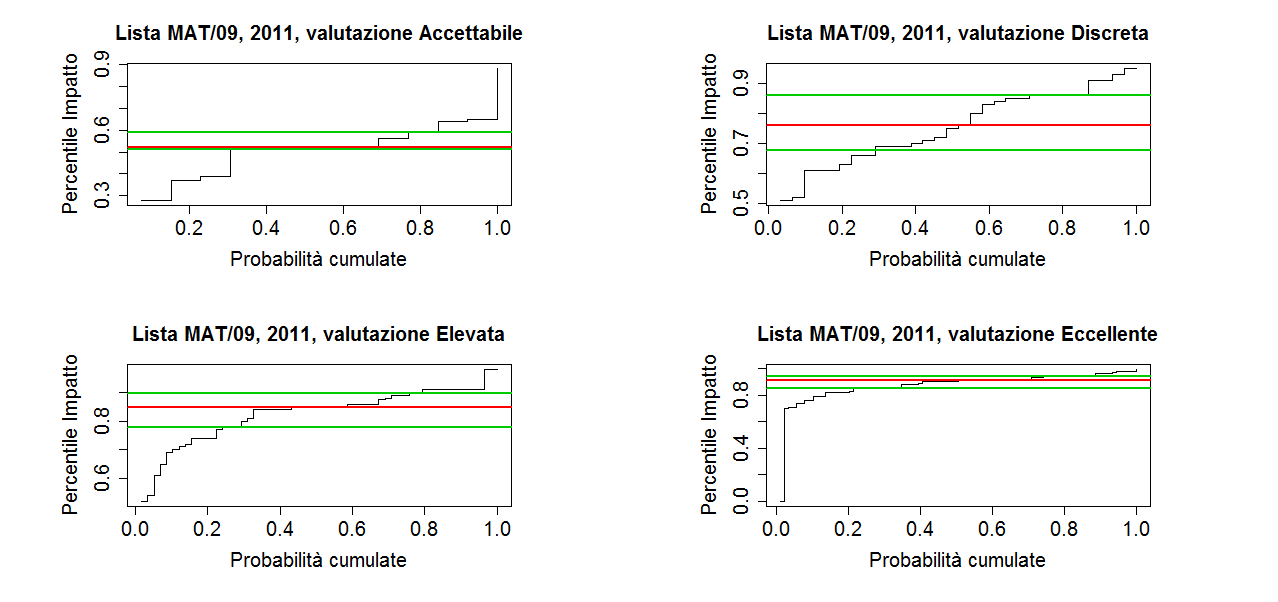 Lista MAT/09, 2011, valutazione Accettabile
Percentile Impatto
0.3 0.6 0.9
0.2 0.4 0.6 0.8 1.0
Probabilità cumulate
Lista MAT/09, 2011, valutazione Discreta
Percentile Impatto
0.5 0.7 0.9
0.0 0.2 0.4 0.6 0.8 1.0
Probabilità cumulate
Lista MAT/09, 2011, valutazione Elevata
Percentile Impatto
0.6 0.8
0.0 0.2 0.4 0.6 0.8 1.0
Probabilità cumulate
Lista MAT/09, 2011, valutazione Eccellente
Percentile Impatto
0.0 0.4 0.8
0.0 0.2 0.4 0.6 0.8 1.0
Probabilità cumulate